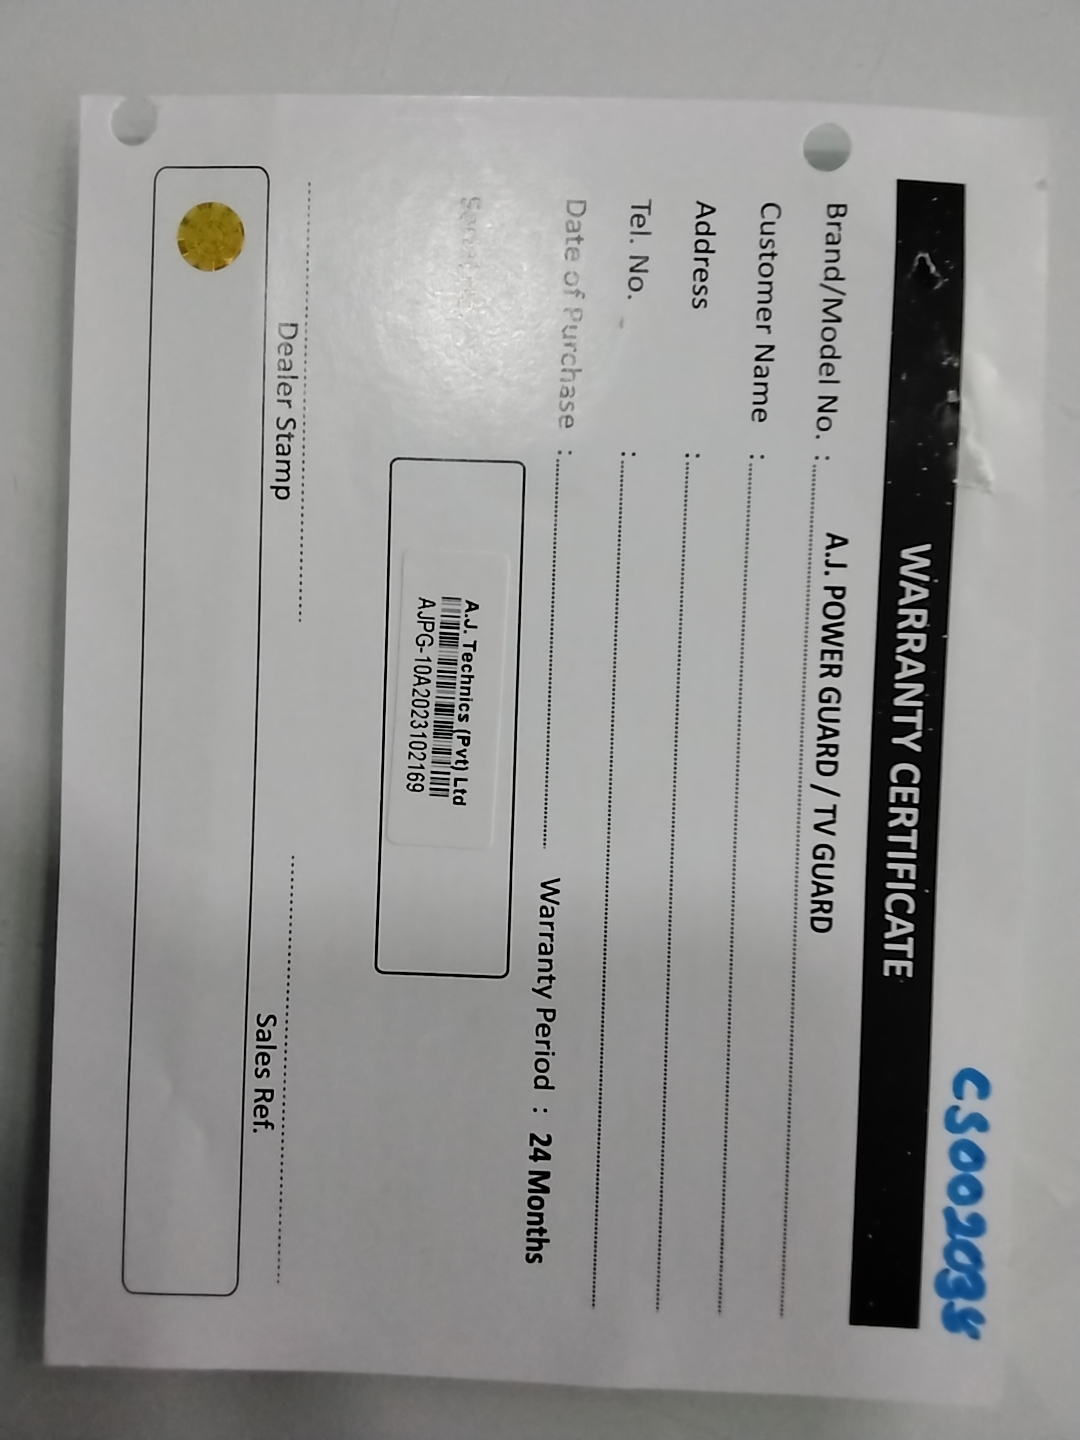 CS002038
WARRANTY CERTIFICATE
Brand/Model No. : A.J. POWER GUARD / TV GUARD
Customer Name :
Address :
Tel. No. :
Date of Purchase : Warranty Period : 24 Months
A.J. Technics (Pvt) Ltd
AJPG-10A2023102169
Dealer Stamp Sales Ref.